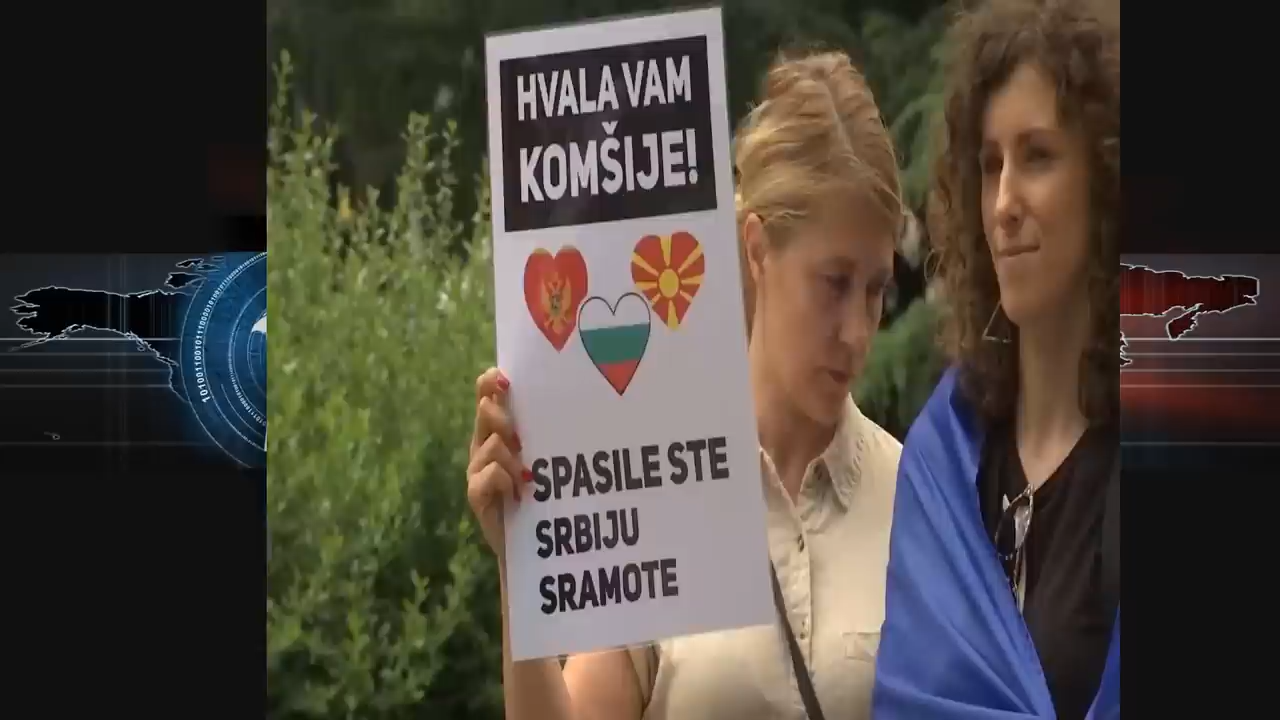 HVALA VAM
KOMŠIJE!
SPASILE STE
SRBIJU
SRAMOTE